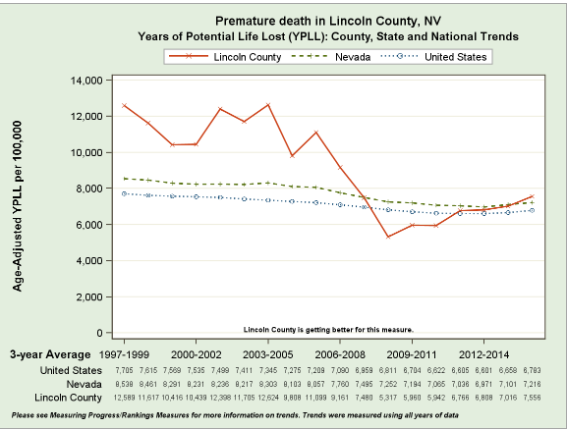 Premature death in Lincoln County, NV
Years of Potential Life Lost (YPLL): County, State and National Trends
Lincoln County Nevada United States
14,000
12,000
10,000
8,000
6,000
4,000
2,000
0
Age-Adjusted YPLL per 100,000
Lincoln County is getting better for this measure.
3-year Average 1997-1999 2000-2002 2003-2005 2006-2008 2009-2011 2012-2014
United States 7,705 7,615 7,569 7,535 7,499 7,411 7,345 7,275 7,209 7,090 6,959 6,811 6,704 6,622 6,605 6,601 6,658 6,783
Nevada 8,538 8,461 8,291 8,231 8,236 8,217 8,303 8,103 8,057 7,760 7,495 7,252 7,194 7,065 7,036 6,971 7,101 7,216
Lincoln County 12,589 11,617 10,416 10,439 12,398 11,705 12,624 9,808 11,099 9,161 7,480 5,317 5,960 5,942 6,766 6,808 7,016 7,556
Please see Measuring Progress/Rankings Measures for more information on trends. Trends were measured using all years of data